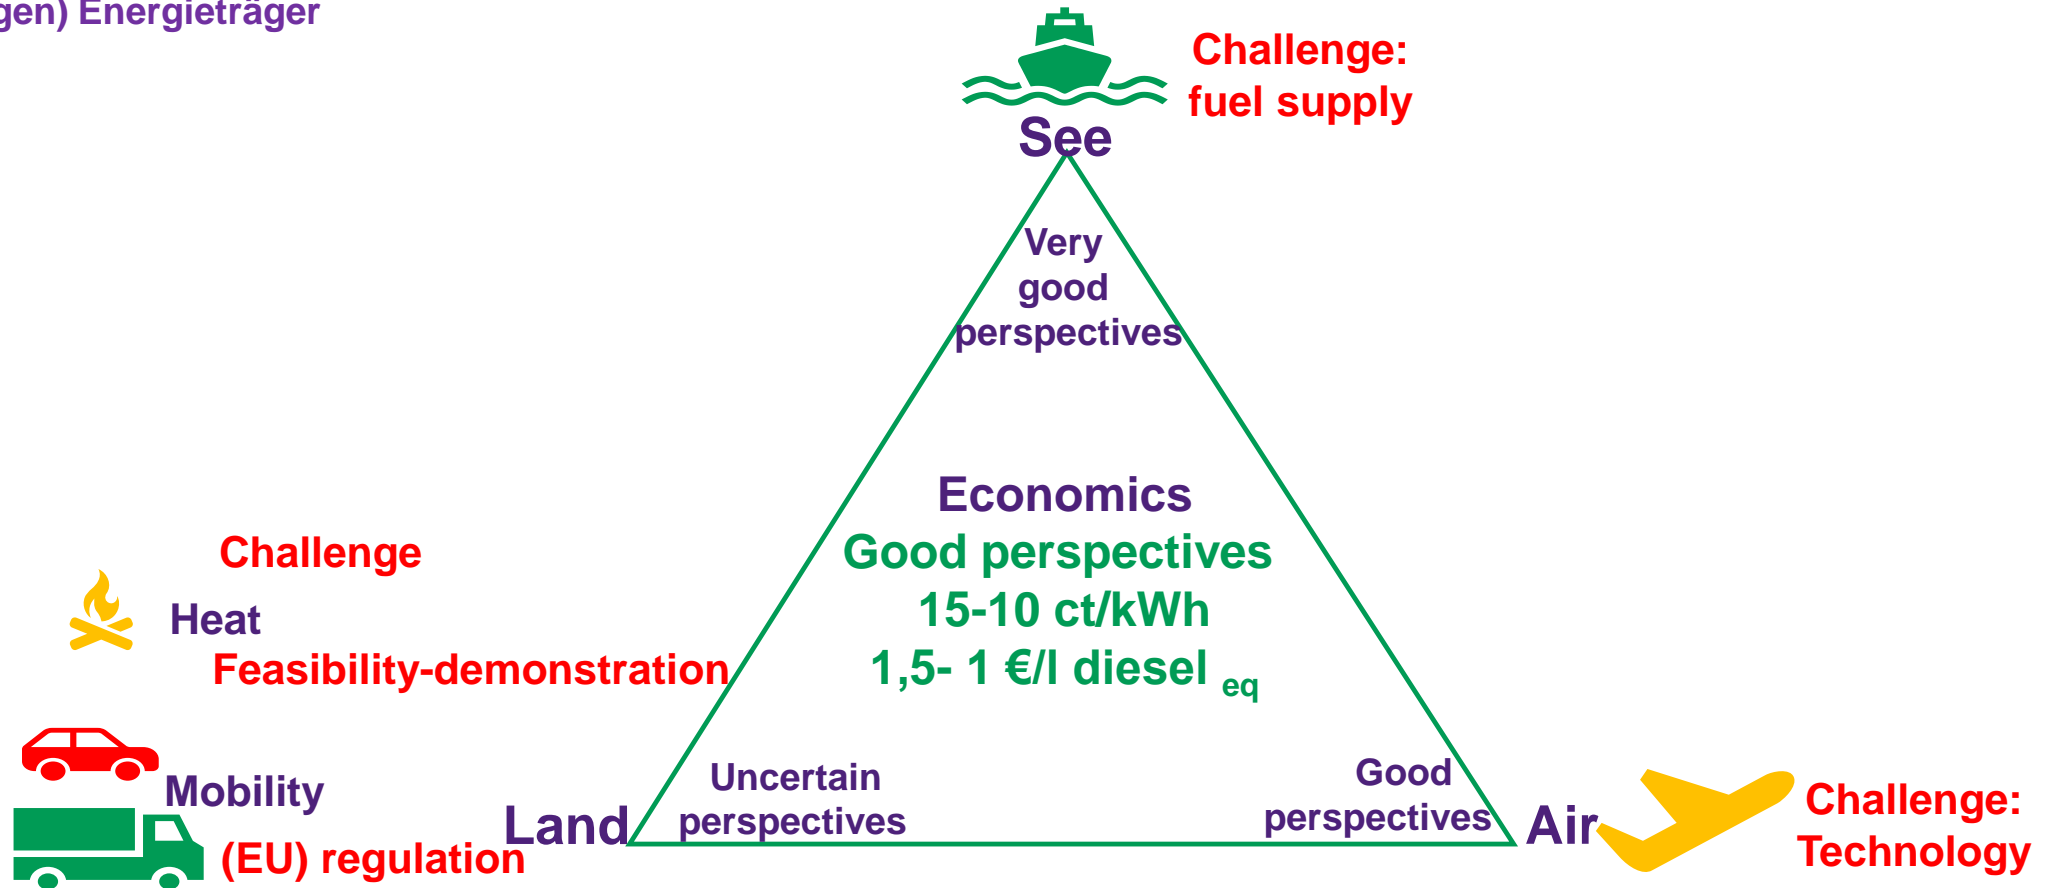 gen) Energieträger
Challenge:
fuel supply
See
Very
good
perspectives
Economics
Good perspectives
15-10 ct/kWh
1,5- 1 €/l diesel eq
Challenge
Heat
Feasibility-demonstration
Mobility
(EU) regulation
Land
Uncertain
perspectives
Good
perspectives
Air
Challenge:
Technology